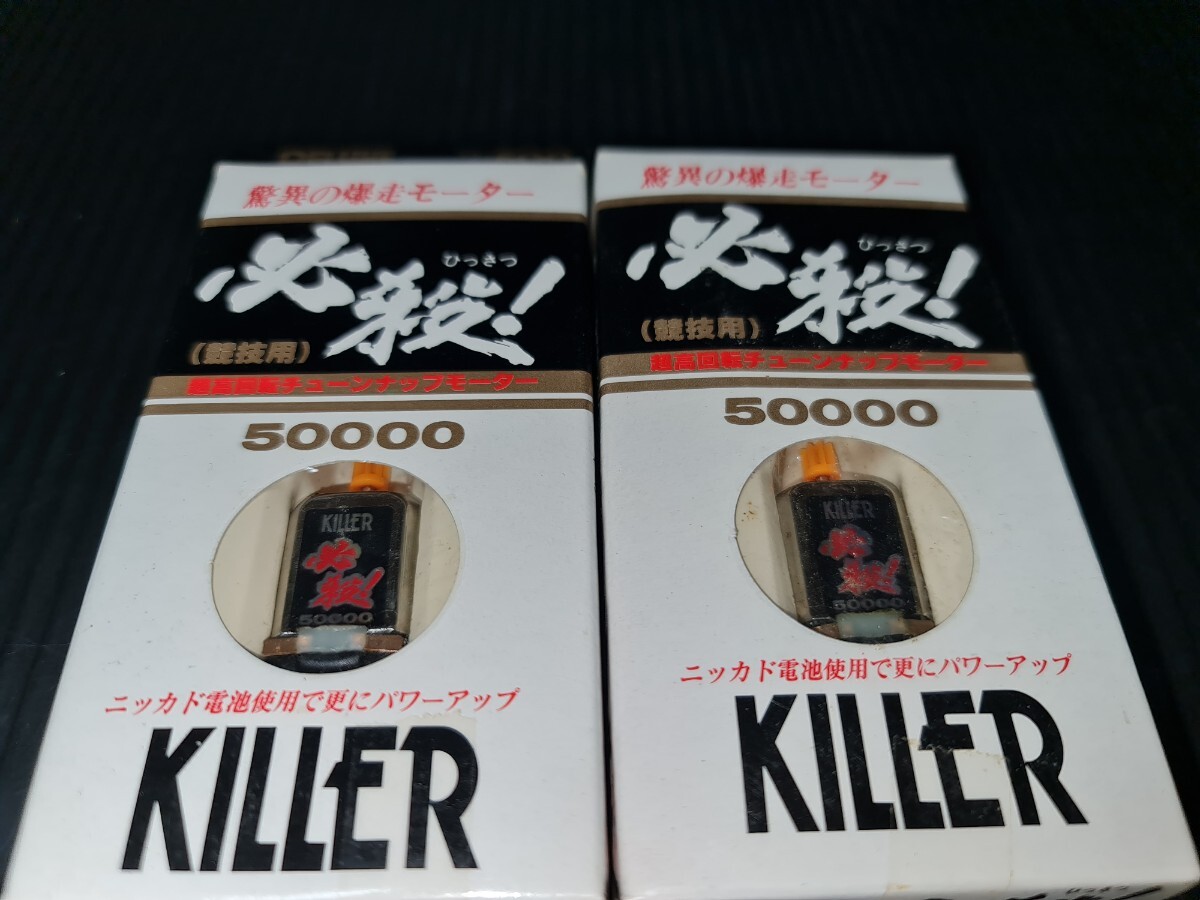 驚異の爆走モーター
ひっさつ
必殺!
(競技用)
超高回転チューンナップモーター
50000
KILLER
必殺!
50000
ニッカド電池使用で更にパワーアップ
KILLER
驚異の爆走モーター
ひっさつ
必殺!
(競技用)
超高回転チューンナップモーター
50000
KILLER
必殺!
50000
ニッカド電池使用で更にパワーアップ
KILLER
ひっさつ